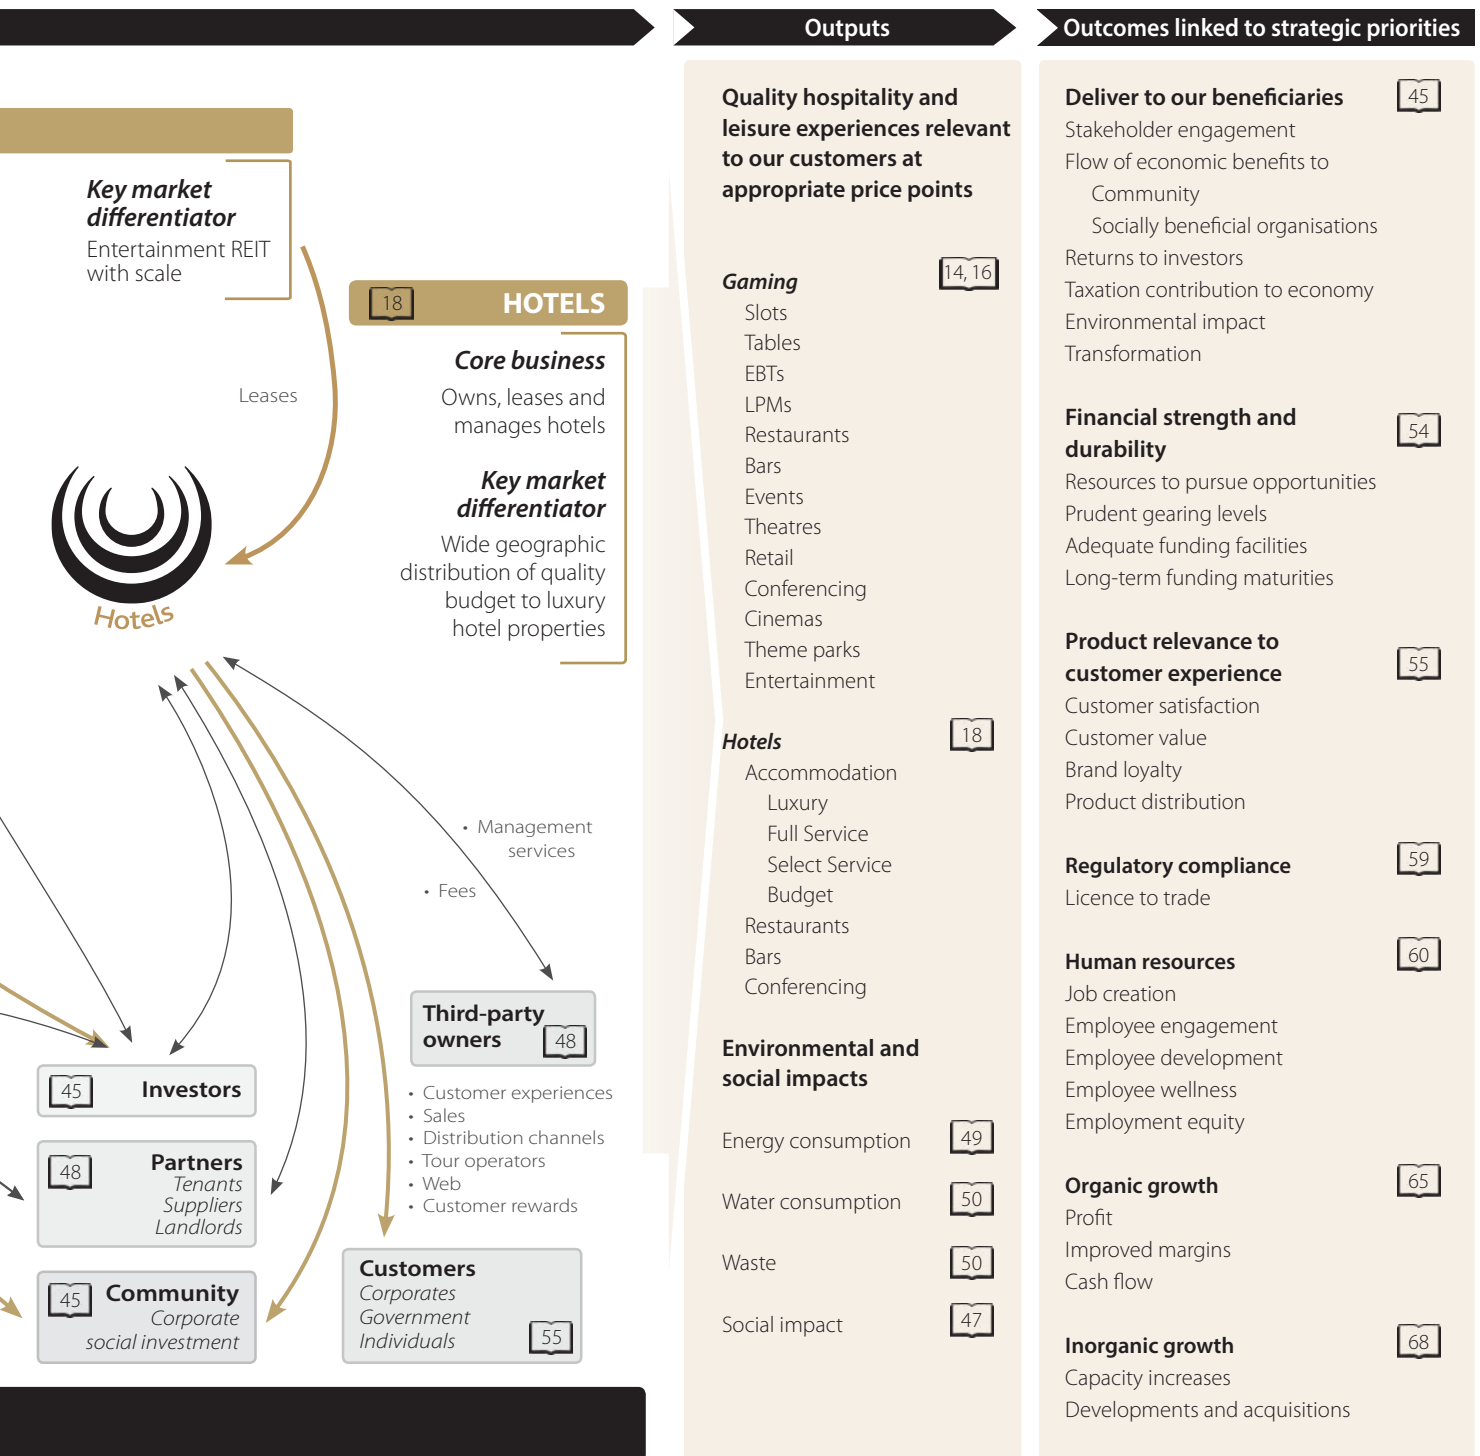 Outputs
Outcomes linked to strategic priorities
Key market
differentiator
Entertainment REIT
with scale
Leases
18
HOTELS
Core business
Owns, leases and
manages hotels
Key market
differentiator
Wide geographic
distribution of quality
budget to luxury
hotel properties
Hotels
• Management
services
• Fees
Third-party
owners
48
• Customer experiences
• Sales
• Distribution channels
• Tour operators
• Web
• Customer rewards
45
Investors
48
Partners
Tenants
Suppliers
Landlords
45
Community
Corporate
social investment
Customers
Corporates
Government
Individuals
55
Quality hospitality and
leisure experiences relevant
to our customers at
appropriate price points
Gaming
14, 16
Slots
Tables
EBTs
LPMs
Restaurants
Bars
Events
Theatres
Retail
Conferencing
Cinemas
Theme parks
Entertainment
Hotels
18
Accommodation
Luxury
Full Service
Select Service
Budget
Restaurants
Bars
Conferencing
Environmental and
social impacts
Energy consumption
49
Water consumption
50
Waste
50
Social impact
47
Deliver to our beneficiaries
45
Stakeholder engagement
Flow of economic benefits to
Community
Socially beneficial organisations
Returns to investors
Taxation contribution to economy
Environmental impact
Transformation
Financial strength and
durability
54
Resources to pursue opportunities
Prudent gearing levels
Adequate funding facilities
Long-term funding maturities
Product relevance to
customer experience
55
Customer satisfaction
Customer value
Brand loyalty
Product distribution
Regulatory compliance
59
Licence to trade
Human resources
60
Job creation
Employee engagement
Employee development
Employee wellness
Employment equity
Organic growth
65
Profit
Improved margins
Cash flow
Inorganic growth
68
Capacity increases
Developments and acquisitions